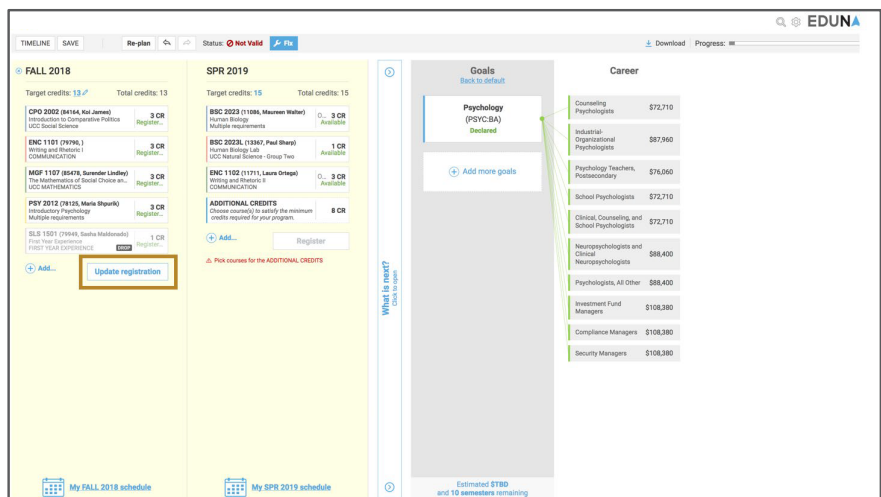 EDUNA
TIMELINE SAVE Re-plan Status: Not Valid Fix Download Progress:
FALL 2018
Target credits: 13 Total credits: 13
CPO 2002 (84164, Koi James)
Introduction to Comparative Politics
UCC Social Science
3 CR
Register...
ENC 1101 (79790, )
Writing and Rhetoric I
COMMUNICATION
3 CR
Register...
MGF 1107 (85478, Surender Lindley)
The Mathematics of Social Choice an...
UCC MATHEMATICS
3 CR
Register...
PSY 2012 (78125, Maria Shpurik)
Introductory Psychology
Multiple requirements
3 CR
Register...
SLS 1501 (79949, Sasha Maldonado)
First Year Experience
FIRST YEAR EXPERIENCE
DROP
1 CR
Register...
Add...
Update registration
My FALL 2018 schedule
SPR 2019
Target credits: 15 Total credits: 15
BSC 2023 (11086, Maureen Walter)
Human Biology
Multiple requirements
0... 3 CR
Available
BSC 2023L (13367, Paul Sharp)
Human Biology Lab
UCC Natural Science - Group Two
1 CR
Available
ENC 1102 (11711, Laura Ortega)
Writing and Rhetoric II
COMMUNICATION
0... 3 CR
Available
ADDITIONAL CREDITS
Choose course(s) to satisfy the minimum
credits required for your program.
8 CR
Add...
Register
Pick courses for the ADDITIONAL CREDITS
My SPR 2019 schedule
What is next?
Click to open
Goals
Back to default
Psychology
(PSYC:BA)
Declared
Add more goals
Estimated $TBD
and 10 semesters remaining
Career
Counseling
Psychologists
$72,710
Industrial-
Organizational
Psychologists
$87,960
Psychology Teachers,
Postsecondary
$76,060
School Psychologists $72,710
Clinical, Counseling, and
School Psychologists
$72,710
Neuropsychologists and
Clinical
Neuropsychologists
$88,400
Psychologists, All Other $88,400
Investment Fund
Managers
$108,380
Compliance Managers $108,380
Security Managers $108,380